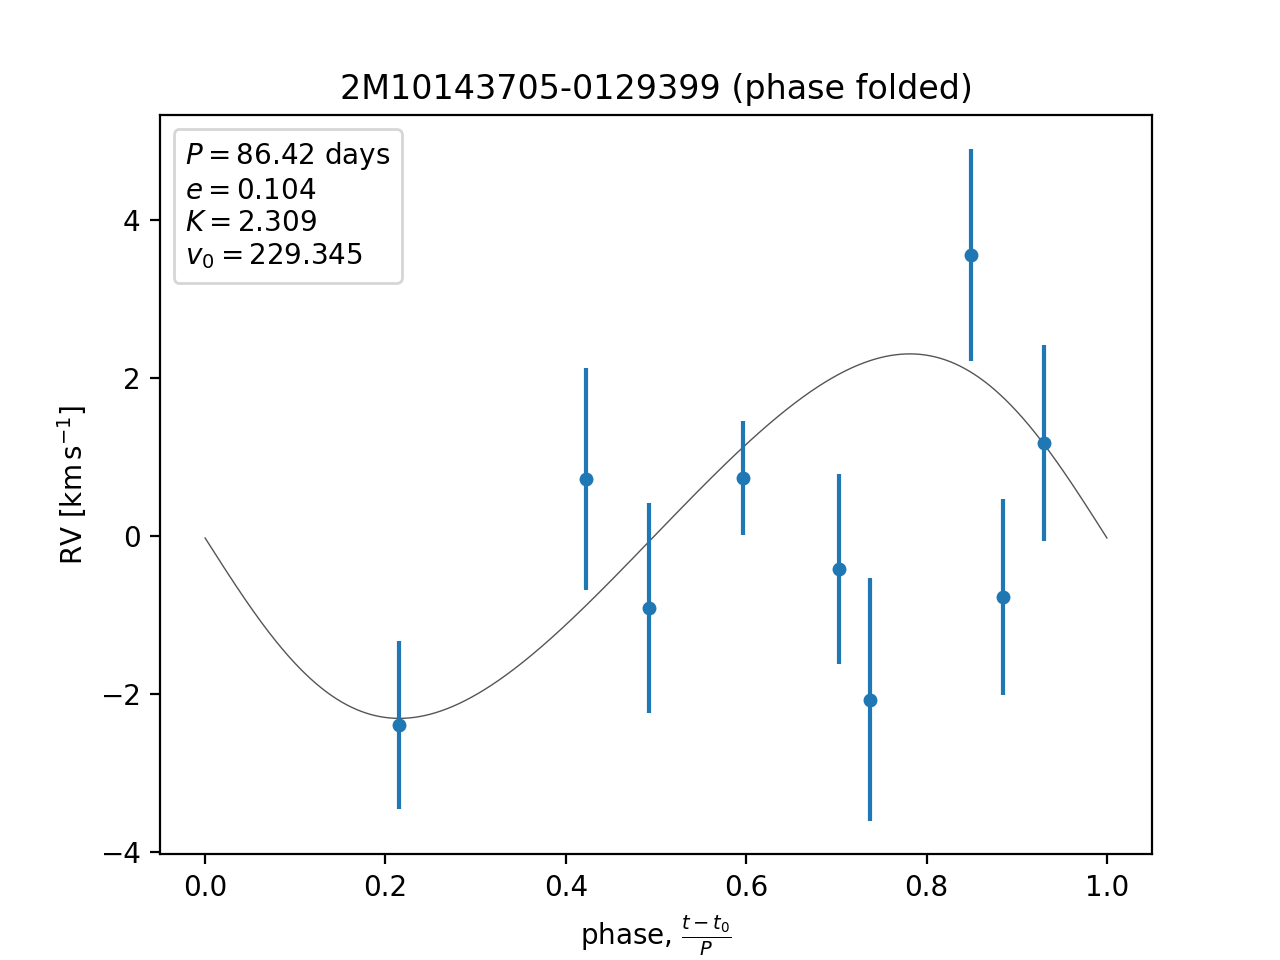 2M10143705-0129399 (phase folded)
P = 86.42 days
e = 0.104
K = 2.309
v₀ = 229.345
RV [km s⁻¹]
4
2
0
−2
−4
0.0 0.2 0.4 0.6 0.8 1.0
phase, (t − t₀)/P